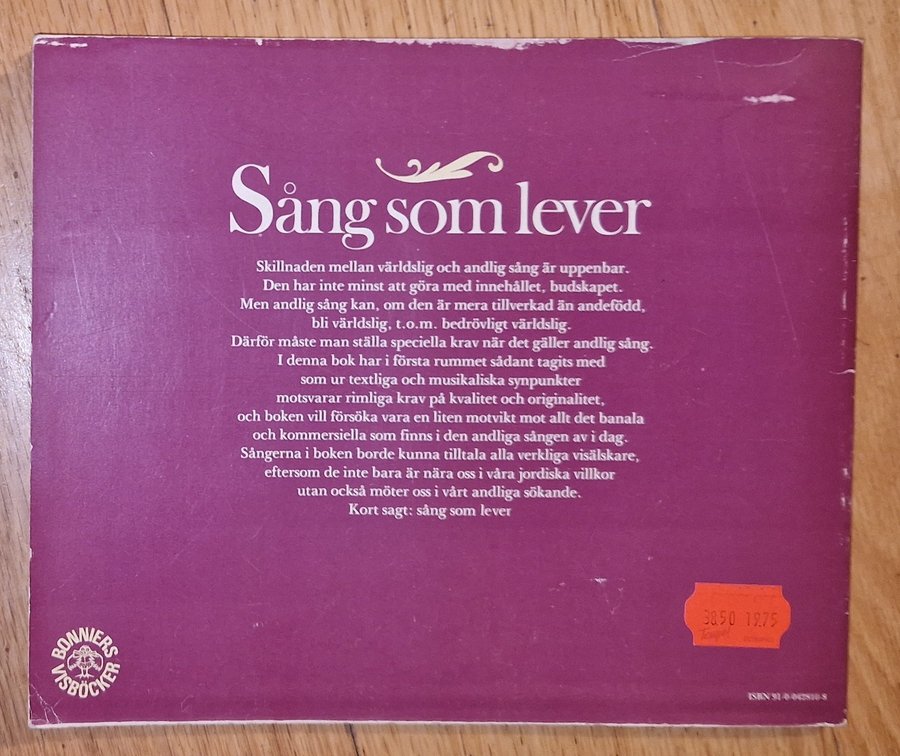 Sång som lever
Skillnaden mellan världslig och andlig sång är uppenbar.
Den har inte minst att göra med innehållet, budskapet.
Men andlig sång kan, om den är mera tillverkad än andefödd,
bli världslig, t.o.m. bedrövligt världslig.
Därför måste man ställa speciella krav när det gäller andlig sång.
I denna bok har i första rummet sådant tagits med
som ur textliga och musikaliska synpunkter
motsvarar rimliga krav på kvalitet och originalitet,
och boken vill försöka vara en liten motvikt mot allt det banala
och kommersiella som finns i den andliga sången av i dag.
Sångerna i boken borde kunna tilltala alla verkliga visälskare,
eftersom de inte bara är nära oss i våra jordiska villkor
utan också möter oss i vårt andliga sökande.
Kort sagt: sång som lever
38.50 19.75
Tempo!
BONNIERS
VISBÖCKER
ISBN 91-0-042810-8